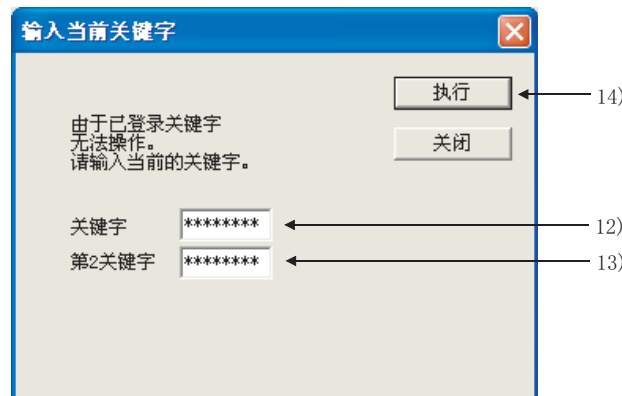 输入当前关键字
执行
14)
由于已登录关键字
无法操作。
请输入当前的关键字。
关闭
关键字 ******** 12)
第2关键字 ******** 13)